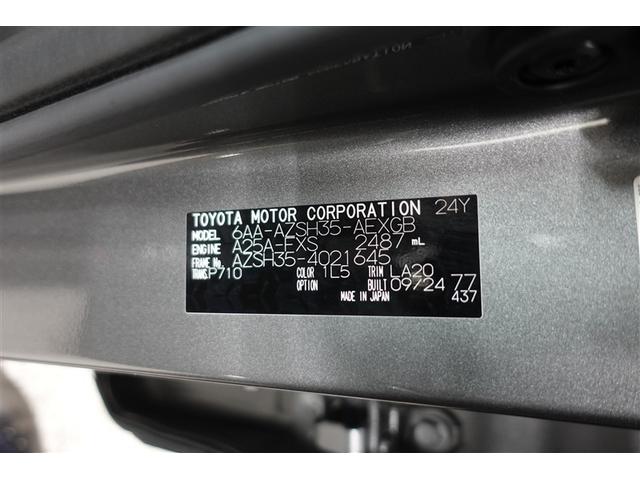 TOYOTA MOTOR CORPORATION 24Y
MODEL 6AA-AZSH35-AEXGB
ENGINE A25A-FXS 2487 mL
FRAME No. AZSH35-4021645
TRANS. P710 COLOR 1L5 TRIM LA20
OPTION BUILT 09/24 77
MADE IN JAPAN 437